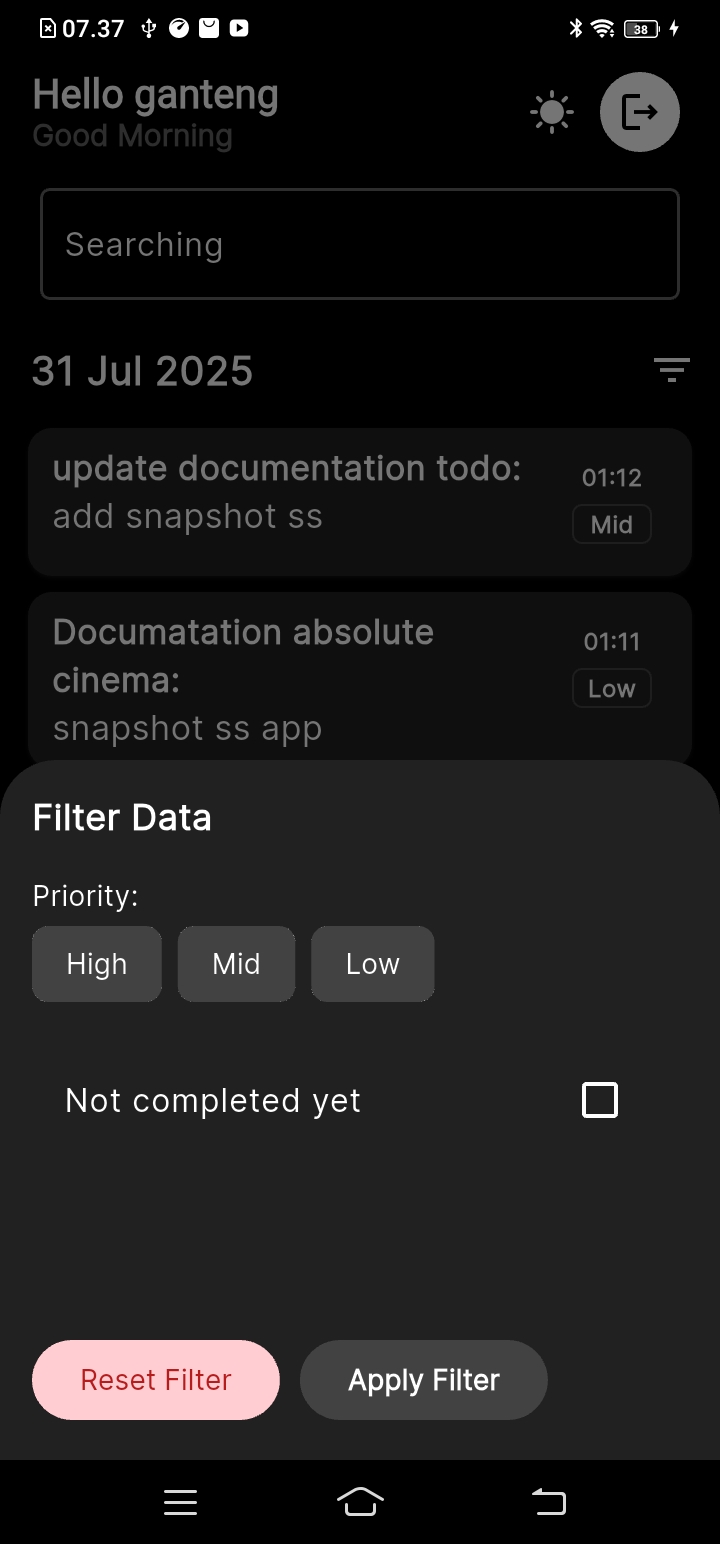 07.37
38
Hello ganteng
Good Morning
Searching
31 Jul 2025
update documentation todo:
add snapshot ss
01:12
Mid
Documatation absolute
cinema:
snapshot ss app
01:11
Low
Filter Data
Priority:
High Mid Low
Not completed yet
Reset Filter Apply Filter